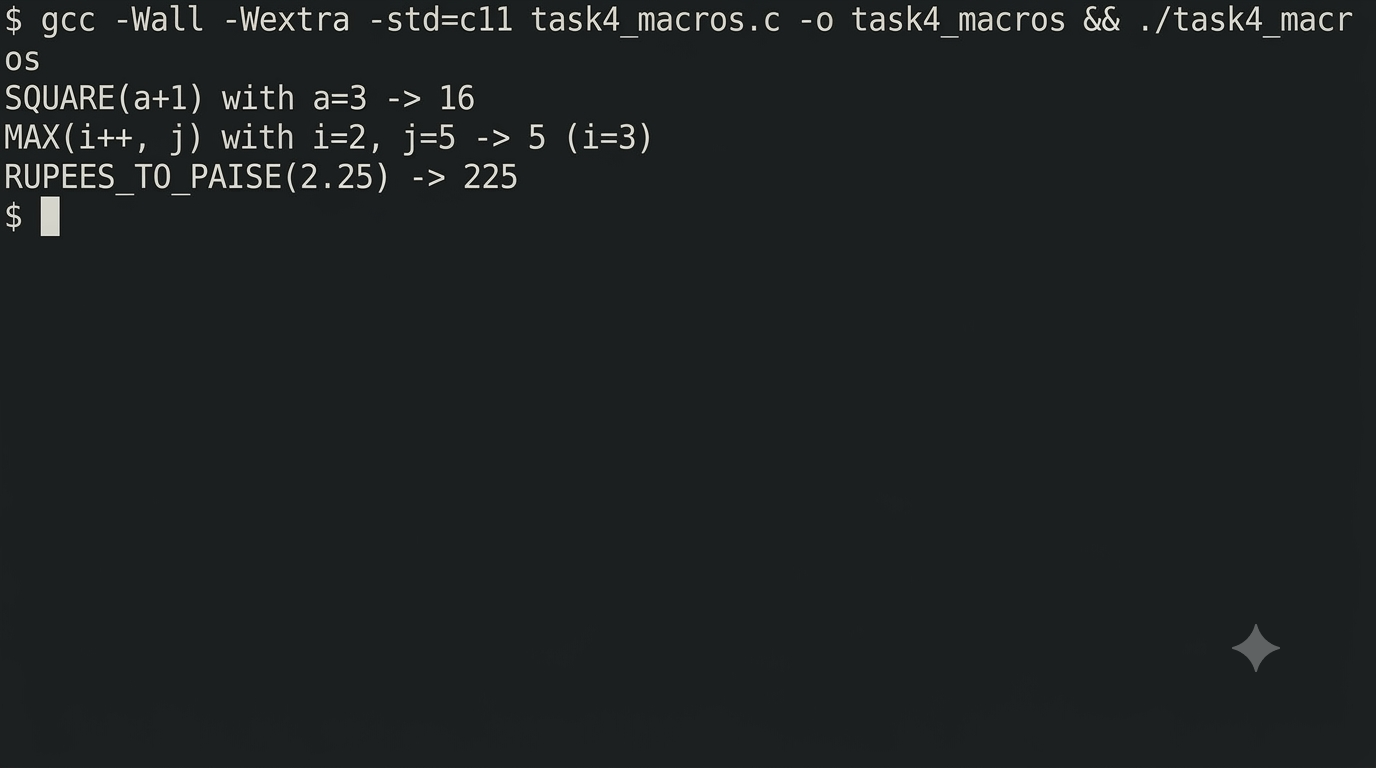 $ gcc -Wall -Wextra -std=c11 task4_macros.c -o task4_macros && ./task4_macr
os
SQUARE(a+1) with a=3 -> 16
MAX(i++, j) with i=2, j=5 -> 5 (i=3)
RUPEES_TO_PAISE(2.25) -> 225
$